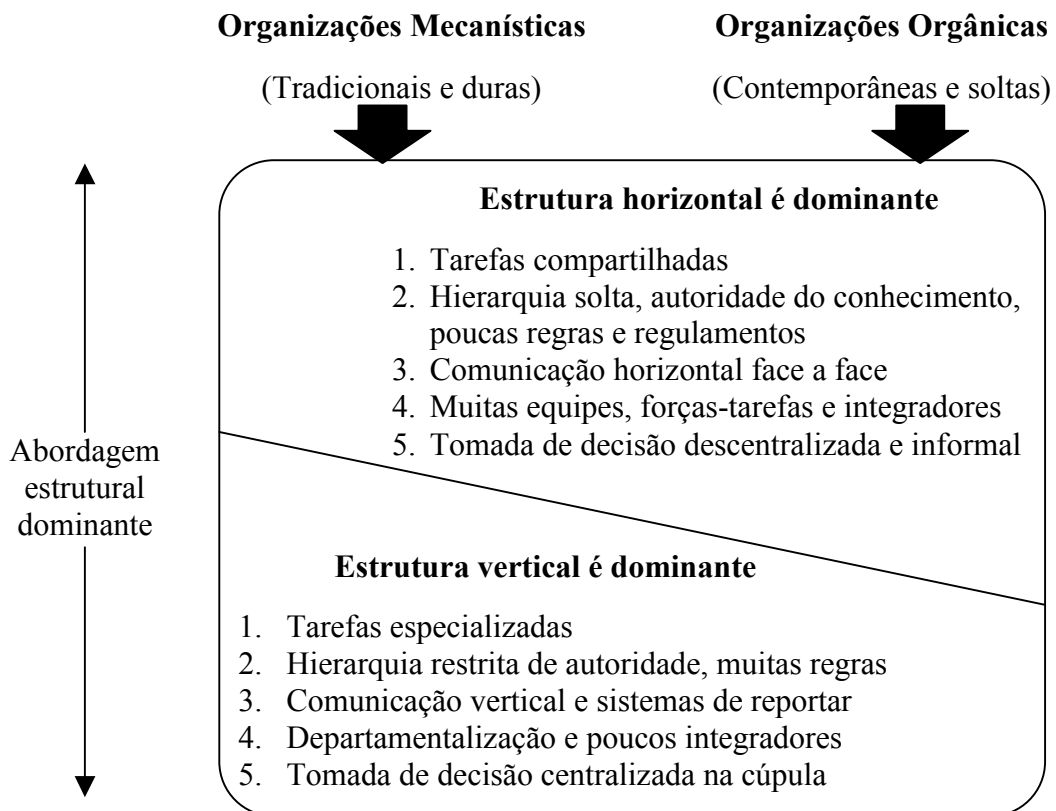 Organizações Mecanísticas
(Tradicionais e duras)
Organizações Orgânicas
(Contemporâneas e soltas)
Abordagem
estrutural
dominante
Estrutura horizontal é dominante
1. Tarefas compartilhadas
2. Hierarquia solta, autoridade do conhecimento,
poucas regras e regulamentos
3. Comunicação horizontal face a face
4. Muitas equipes, forças-tarefas e integradores
5. Tomada de decisão descentralizada e informal
Estrutura vertical é dominante
1. Tarefas especializadas
2. Hierarquia restrita de autoridade, muitas regras
3. Comunicação vertical e sistemas de reportar
4. Departamentalização e poucos integradores
5. Tomada de decisão centralizada na cúpula